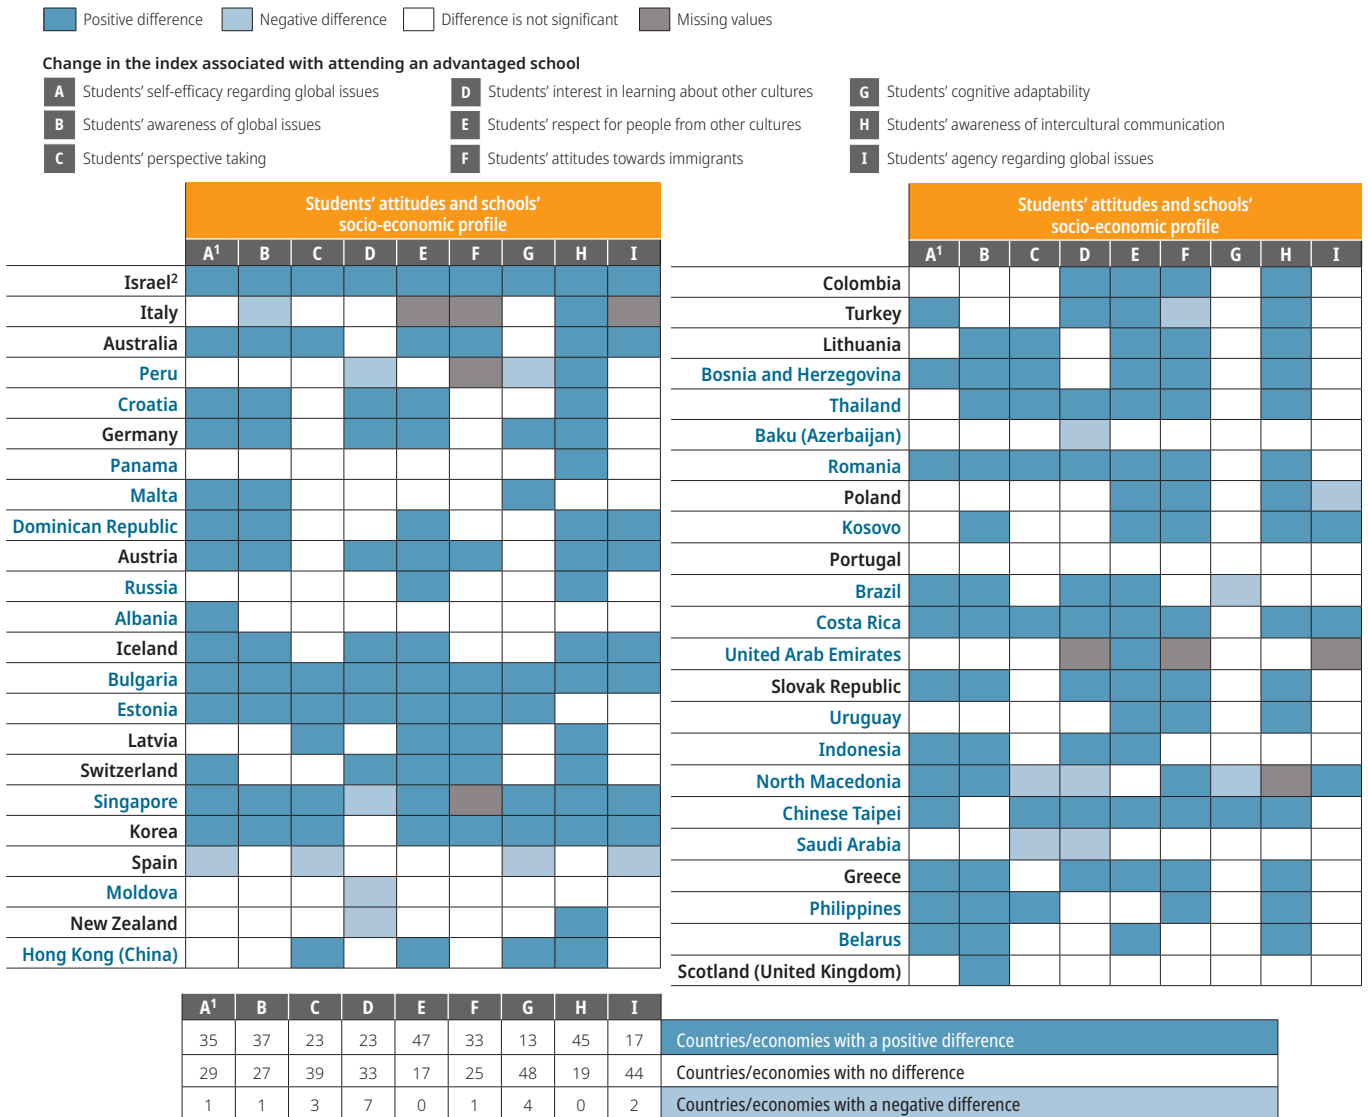 Positive difference Negative difference Difference is not significant Missing values
Change in the index associated with attending an advantaged school
A Students' self-efficacy regarding global issues D Students' interest in learning about other cultures G Students' cognitive adaptability
B Students' awareness of global issues E Students' respect for people from other cultures H Students' awareness of intercultural communication
C Students' perspective taking F Students' attitudes towards immigrants I Students' agency regarding global issues
Students' attitudes and schools'
socio-economic profile
A1 B C D E F G H I
Israel2
Italy
Australia
Peru
Croatia
Germany
Panama
Malta
Dominican Republic
Austria
Russia
Albania
Iceland
Bulgaria
Estonia
Latvia
Switzerland
Singapore
Korea
Spain
Moldova
New Zealand
Hong Kong (China)
Students' attitudes and schools'
socio-economic profile
A1 B C D E F G H I
Colombia
Turkey
Lithuania
Bosnia and Herzegovina
Thailand
Baku (Azerbaijan)
Romania
Poland
Kosovo
Portugal
Brazil
Costa Rica
United Arab Emirates
Slovak Republic
Uruguay
Indonesia
North Macedonia
Chinese Taipei
Saudi Arabia
Greece
Philippines
Belarus
Scotland (United Kingdom)
A1 B C D E F G H I
35 37 23 23 47 33 13 45 17 Countries/economies with a positive difference
29 27 39 33 17 25 48 19 44 Countries/economies with no difference
1 1 3 7 0 1 4 0 2 Countries/economies with a negative difference